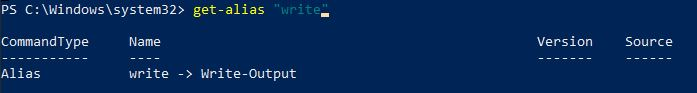 PS C:\Windows\system32> get-alias "write"
CommandType Name Version Source
----------- ---- ------- ------
Alias write -> Write-Output